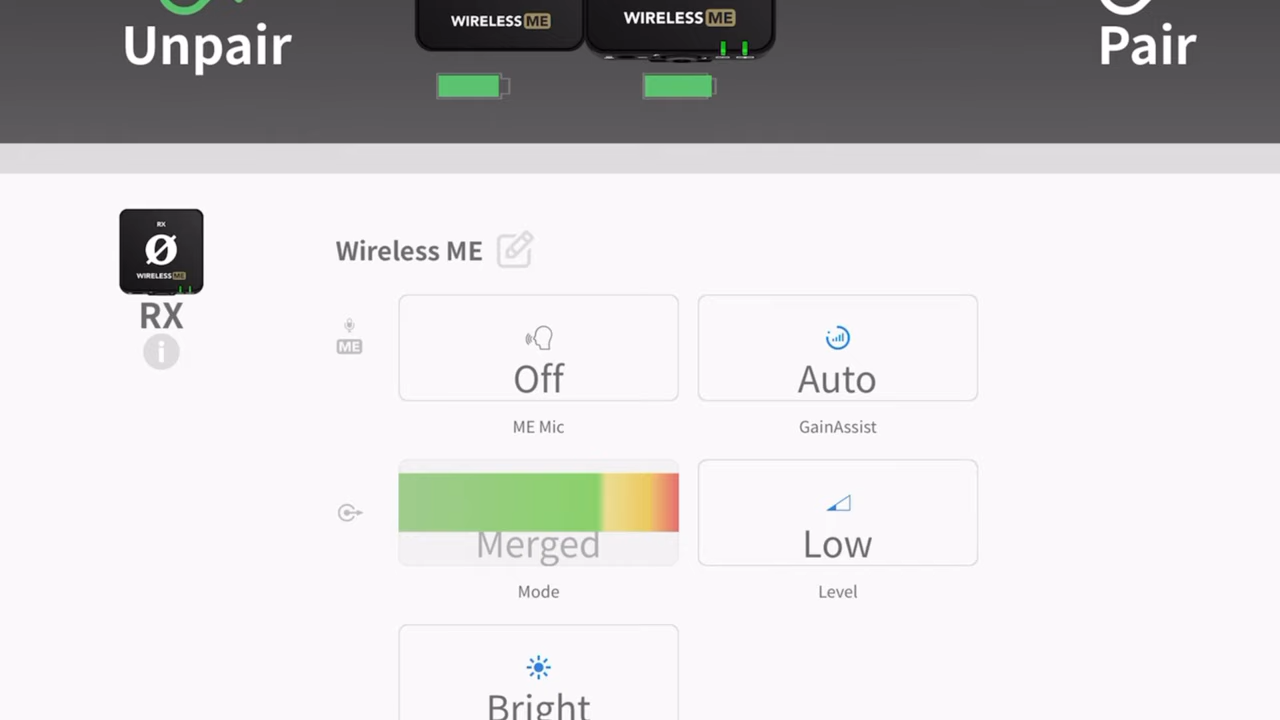 WIRELESS ME
WIRELESS ME
Unpair
Pair
RX
WIRELESS ME
RX
Wireless ME
ME
Off
Auto
ME Mic
GainAssist
Merged
Low
Mode
Level
Bright